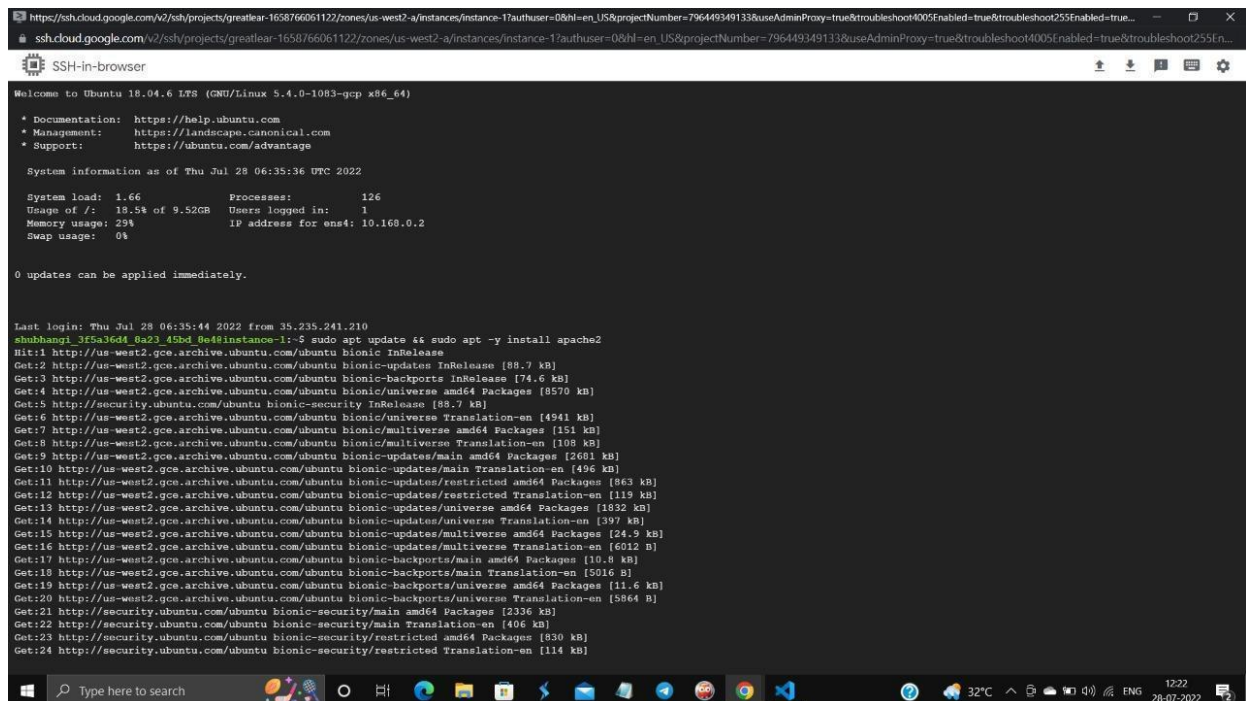 https://ssh.cloud.google.com/v2/ssh/projects/greatlear-1658766061122/zones/us-west2-a/instances/instance-1?authuser=0&hl=en_US&projectNumber=796449349133&useAdminProxy=true&troubleshoot4005Enabled=true&troubleshoot255Enabled=true...
ssh.cloud.google.com/v2/ssh/projects/greatlear-1658766061122/zones/us-west2-a/instances/instance-1?authuser=0&hl=en_US&projectNumber=796449349133&useAdminProxy=true&troubleshoot4005Enabled=true&troubleshoot255En...
SSH-in-browser
Welcome to Ubuntu 18.04.6 LTS (GNU/Linux 5.4.0-1083-gcp x86_64)
* Documentation: https://help.ubuntu.com
* Management: https://landscape.canonical.com
* Support: https://ubuntu.com/advantage
System information as of Thu Jul 28 06:35:36 UTC 2022
System load: 1.66 Processes: 126
Usage of /: 18.5% of 9.52GB Users logged in: 1
Memory usage: 29% IP address for ens4: 10.168.0.2
Swap usage: 0%
0 updates can be applied immediately.
Last login: Thu Jul 28 06:35:44 2022 from 35.235.241.210
shubhangi_3f5a36d4_8a23_45bd_8e4@instance-1:~$ sudo apt update && sudo apt -y install apache2
Hit:1 http://us-west2.gce.archive.ubuntu.com/ubuntu bionic InRelease
Get:2 http://us-west2.gce.archive.ubuntu.com/ubuntu bionic-updates InRelease [88.7 kB]
Get:3 http://us-west2.gce.archive.ubuntu.com/ubuntu bionic-backports InRelease [74.6 kB]
Get:4 http://us-west2.gce.archive.ubuntu.com/ubuntu bionic/universe amd64 Packages [8570 kB]
Get:5 http://security.ubuntu.com/ubuntu bionic-security InRelease [88.7 kB]
Get:6 http://us-west2.gce.archive.ubuntu.com/ubuntu bionic/universe Translation-en [4941 kB]
Get:7 http://us-west2.gce.archive.ubuntu.com/ubuntu bionic/multiverse amd64 Packages [151 kB]
Get:8 http://us-west2.gce.archive.ubuntu.com/ubuntu bionic/multiverse Translation-en [108 kB]
Get:9 http://us-west2.gce.archive.ubuntu.com/ubuntu bionic-updates/main amd64 Packages [2681 kB]
Get:10 http://us-west2.gce.archive.ubuntu.com/ubuntu bionic-updates/main Translation-en [496 kB]
Get:11 http://us-west2.gce.archive.ubuntu.com/ubuntu bionic-updates/restricted amd64 Packages [863 kB]
Get:12 http://us-west2.gce.archive.ubuntu.com/ubuntu bionic-updates/restricted Translation-en [119 kB]
Get:13 http://us-west2.gce.archive.ubuntu.com/ubuntu bionic-updates/universe amd64 Packages [1832 kB]
Get:14 http://us-west2.gce.archive.ubuntu.com/ubuntu bionic-updates/universe Translation-en [397 kB]
Get:15 http://us-west2.gce.archive.ubuntu.com/ubuntu bionic-updates/multiverse amd64 Packages [24.9 kB]
Get:16 http://us-west2.gce.archive.ubuntu.com/ubuntu bionic-updates/multiverse Translation-en [6012 B]
Get:17 http://us-west2.gce.archive.ubuntu.com/ubuntu bionic-backports/main amd64 Packages [10.8 kB]
Get:18 http://us-west2.gce.archive.ubuntu.com/ubuntu bionic-backports/main Translation-en [5016 B]
Get:19 http://us-west2.gce.archive.ubuntu.com/ubuntu bionic-backports/universe amd64 Packages [11.6 kB]
Get:20 http://us-west2.gce.archive.ubuntu.com/ubuntu bionic-backports/universe Translation-en [5864 B]
Get:21 http://security.ubuntu.com/ubuntu bionic-security/main amd64 Packages [2336 kB]
Get:22 http://security.ubuntu.com/ubuntu bionic-security/main Translation-en [406 kB]
Get:23 http://security.ubuntu.com/ubuntu bionic-security/restricted amd64 Packages [830 kB]
Get:24 http://security.ubuntu.com/ubuntu bionic-security/restricted Translation-en [114 kB]
Type here to search
32°C
ENG
12:22
28-07-2022